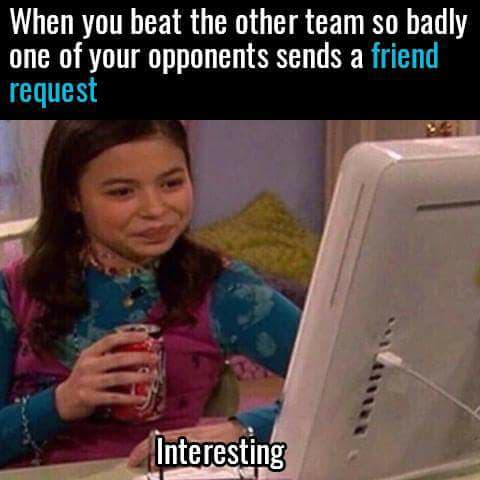 When you beat the other team so badly
one of your opponents sends a friend
request
Interesting